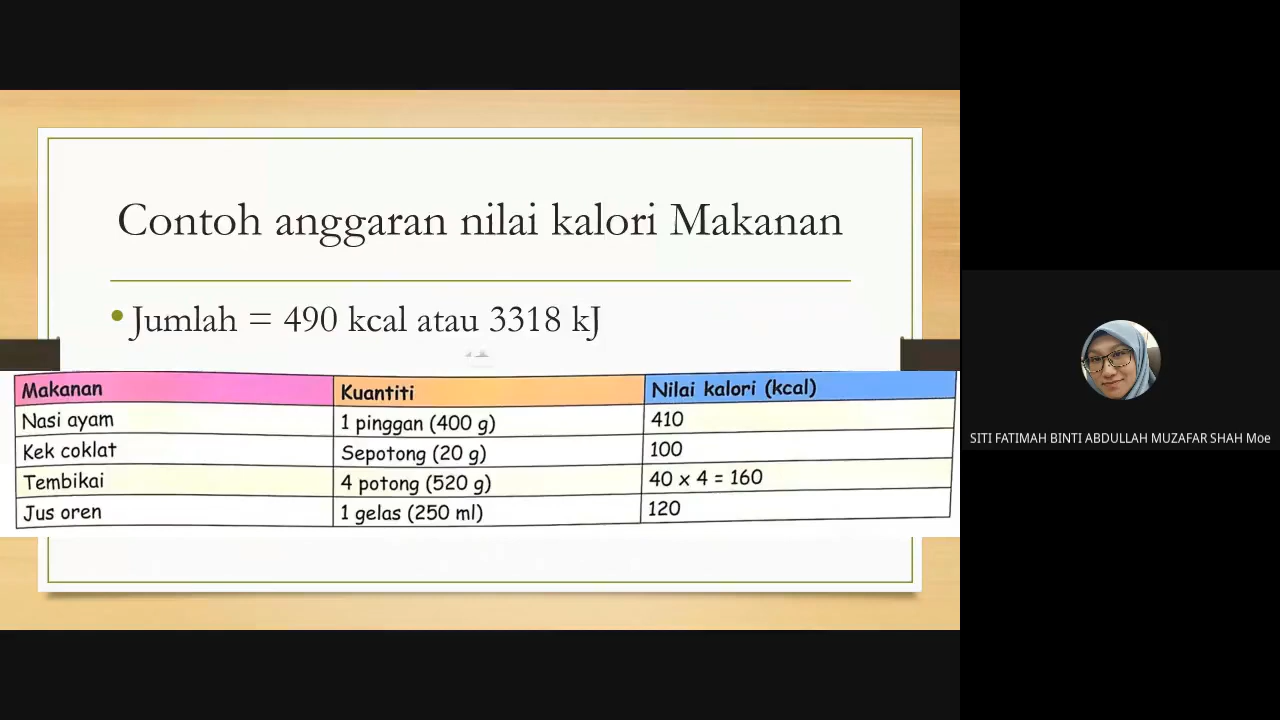 Contoh anggaran nilai kalori Makanan
• Jumlah = 490 kcal atau 3318 kJ
Makanan Kuantiti Nilai kalori (kcal)
Nasi ayam 1 pinggan (400 g) 410
Kek coklat Sepotong (20 g) 100
Tembikai 4 potong (520 g) 40 x 4 = 160
Jus oren 1 gelas (250 ml) 120
SITI FATIMAH BINTI ABDULLAH MUZAFAR SHAH Moe